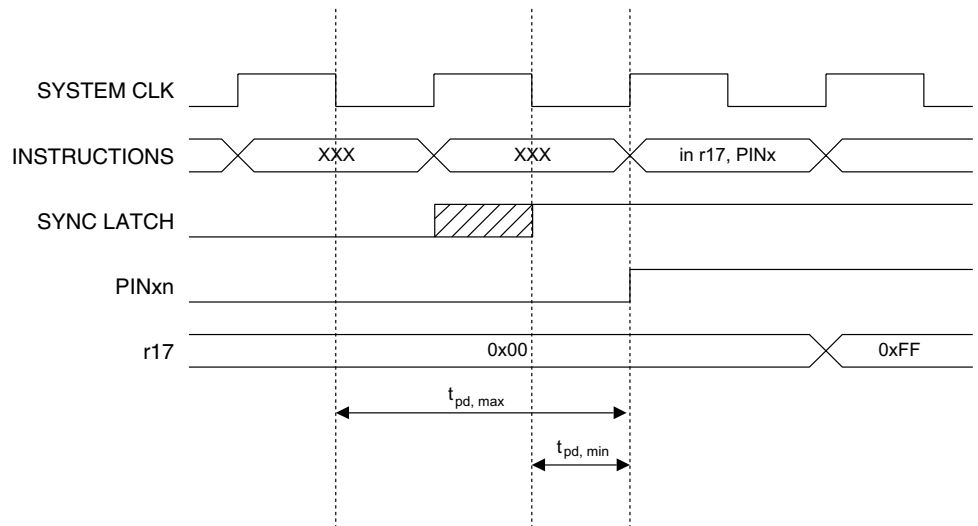 SYSTEM CLK
INSTRUCTIONS
XXX
XXX
in r17, PINx
SYNC LATCH
PINxn
r17
0x00
0xFF
tpd, max
tpd, min